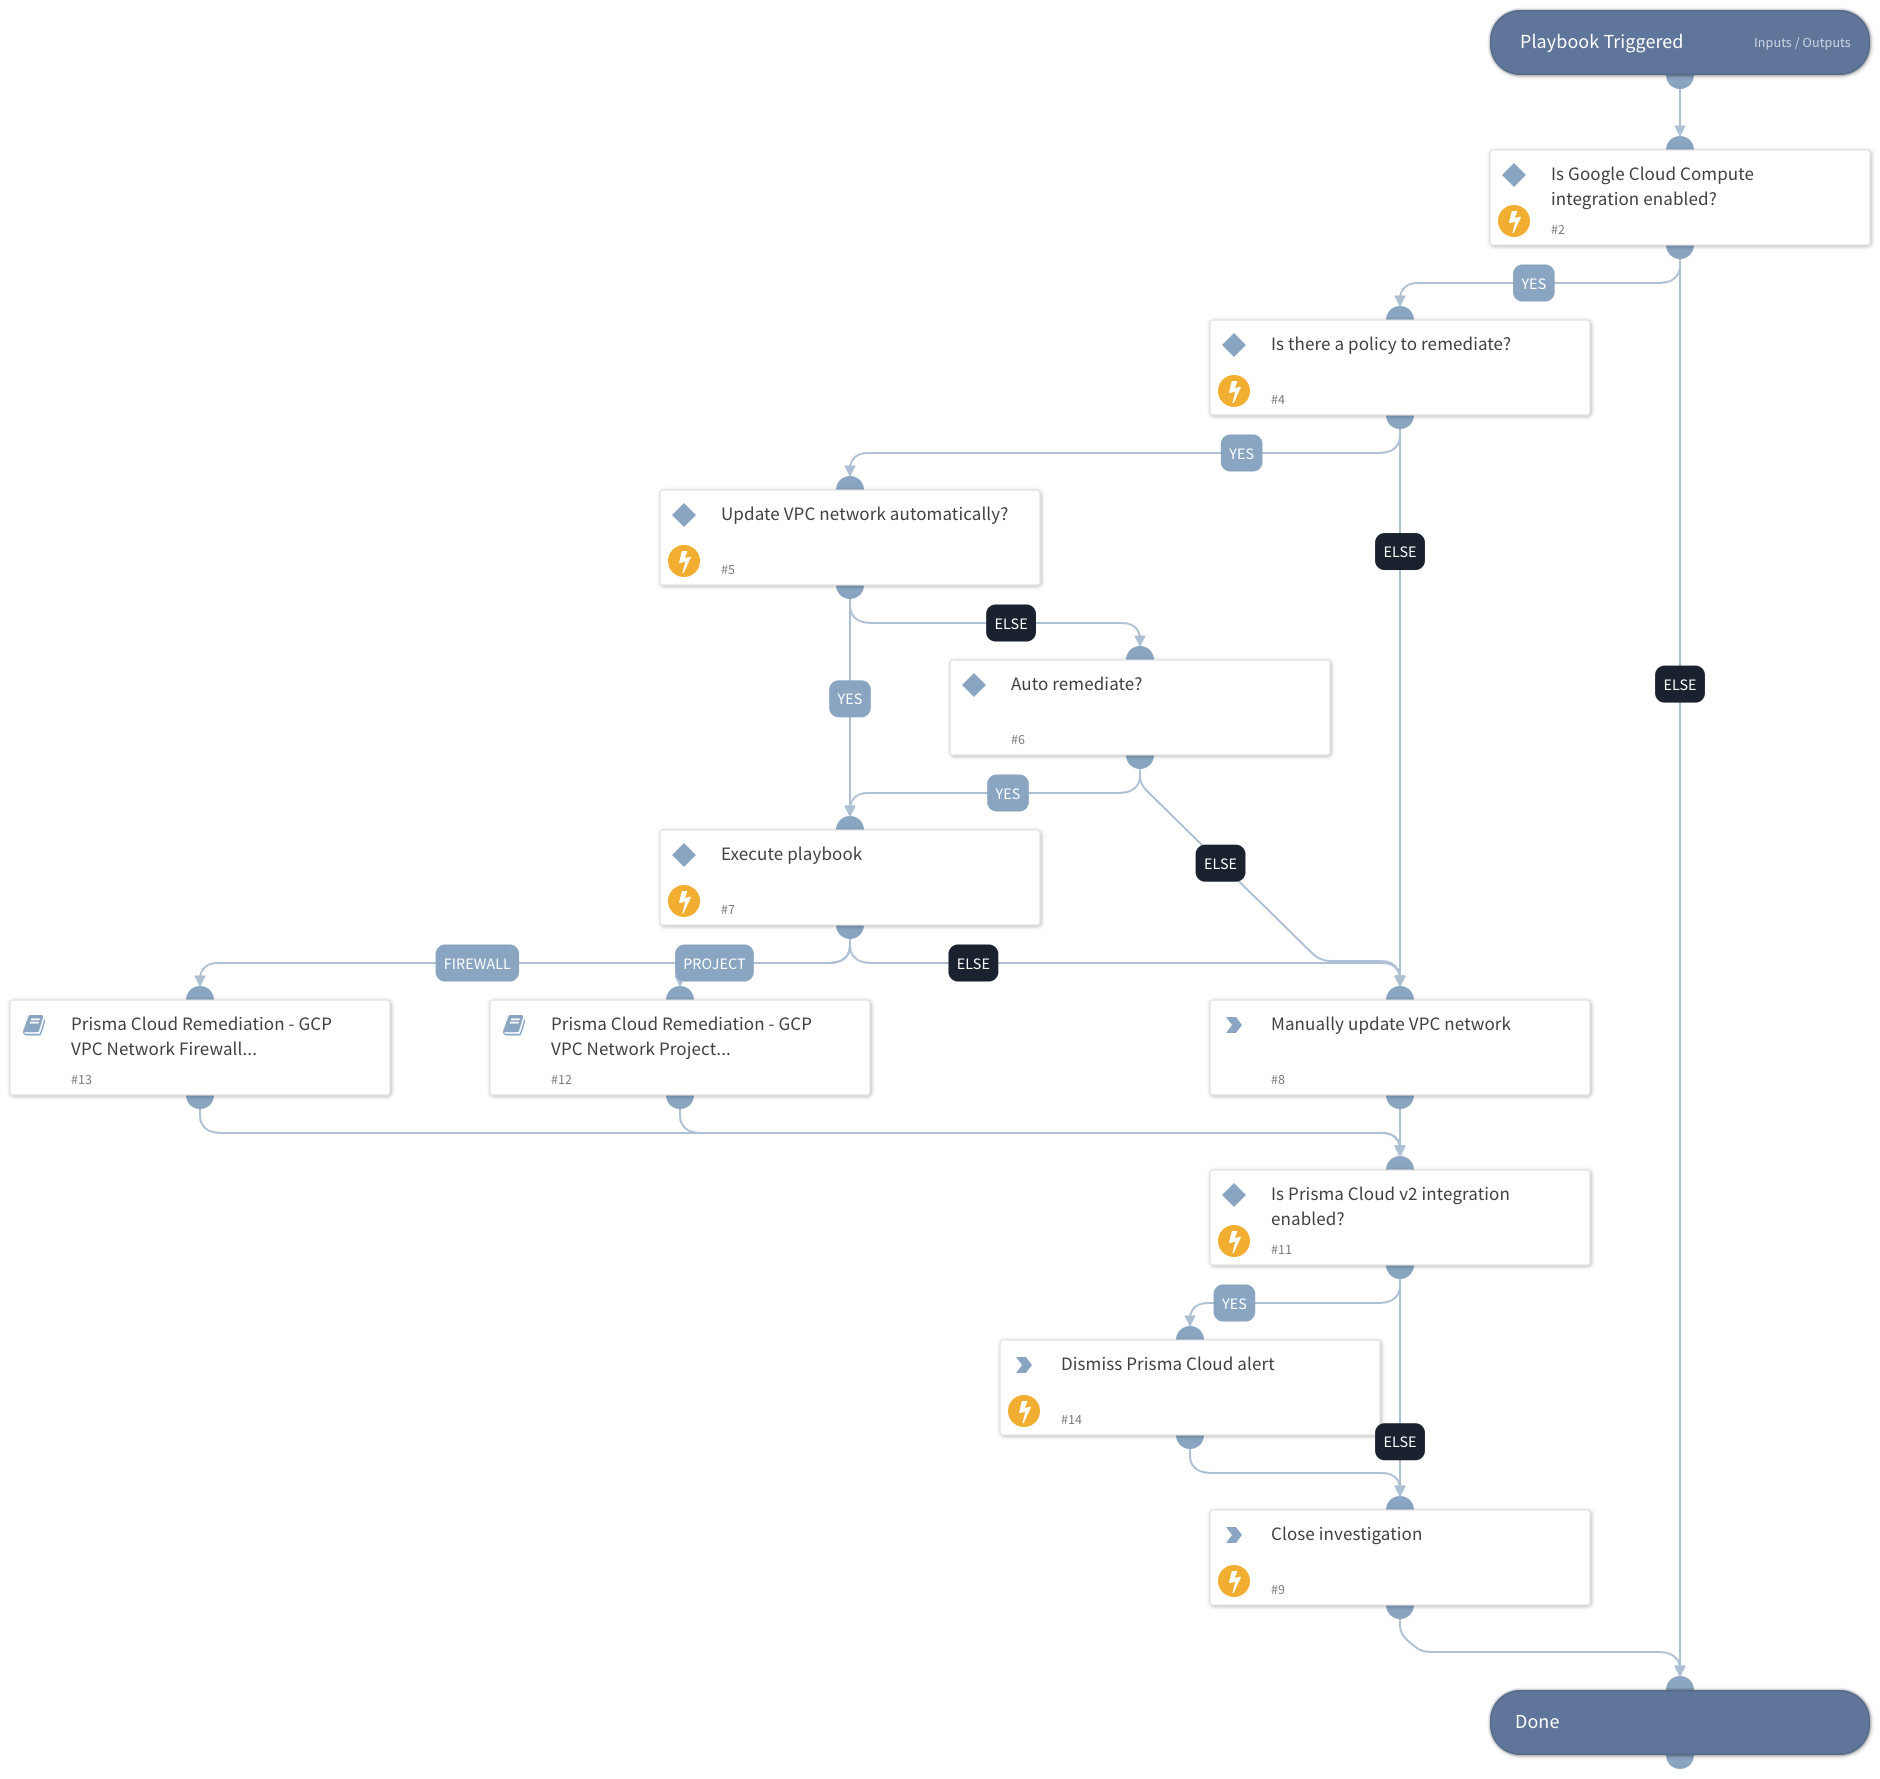 Playbook Triggered
Inputs / Outputs
Is Google Cloud Compute
integration enabled?
#2
YES
Is there a policy to remediate?
#4
YES
Update VPC network automatically?
#5
ELSE
ELSE
Auto remediate?
#6
YES
ELSE
YES
Execute playbook
#7
ELSE
FIREWALL
PROJECT
ELSE
Prisma Cloud Remediation - GCP
VPC Network Firewall...
#13
Prisma Cloud Remediation - GCP
VPC Network Project...
#12
Manually update VPC network
#8
Is Prisma Cloud v2 integration
enabled?
#11
YES
Dismiss Prisma Cloud alert
#14
ELSE
Close investigation
#9
Done